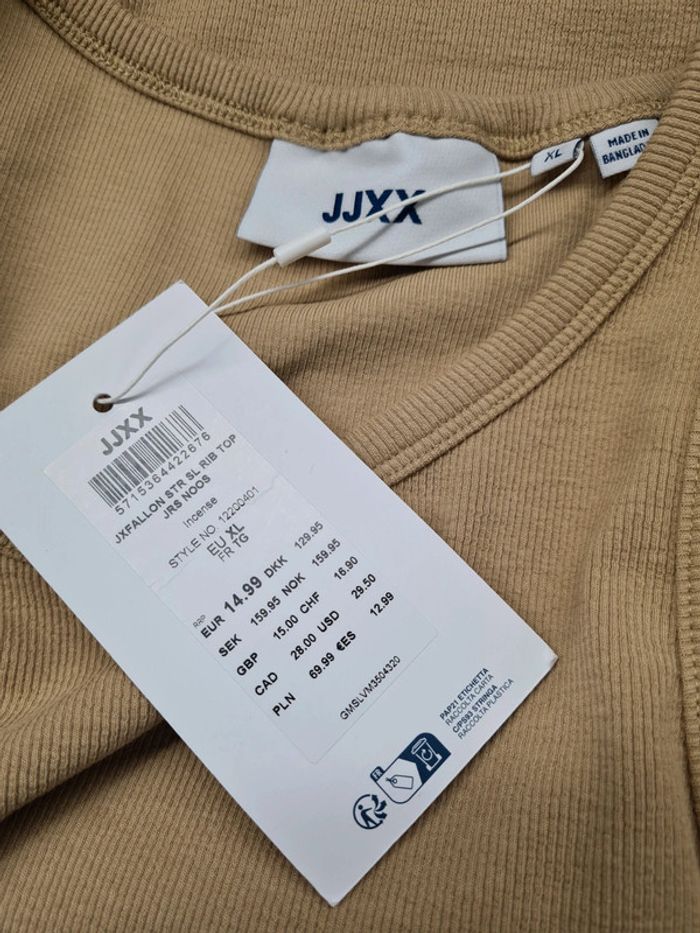 JJXX
XL
MADE IN
JJXX
5715364422676
JXFALLON STR SL RIB TOP
JRS NOOS
Incense
STYLE NO. 12200401
EU XL
FR TG
RRP
EUR 14.99 DKK 129.95
SEK 159.95 NOK 159.95
GBP 15.00 CHF 16.90
CAD 28.00 USD 29.50
PLN 69.99 €ES 12.99
GMSLVM3504320
PAP21 ETICHETTA
RACCOLTA CARTA
C/PS93 STRINGA
RACCOLTA PLASTICA
FR